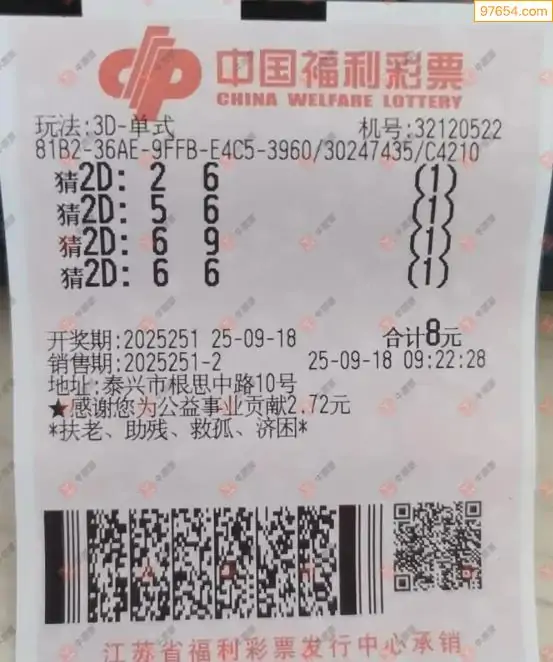 97654.com
中国福利彩票
CHINA WELFARE LOTTERY
玩法:3D-单式 机号:32120522
81B2-36AE-9FFB-E4C5-3960/30247435/C4210
猜2D: 2 6 (1)
猜2D: 5 6 (1)
猜2D: 6 9 (1)
猜2D: 6 6 (1)
开奖期:2025251 25-09-18 合计8元
销售期:2025251-2 25-09-18 09:22:28
地址:泰兴市根思中路10号
★感谢您为公益事业贡献2.72元
*扶老、助残、救孤、济困*
江苏省福利彩票发行中心承销